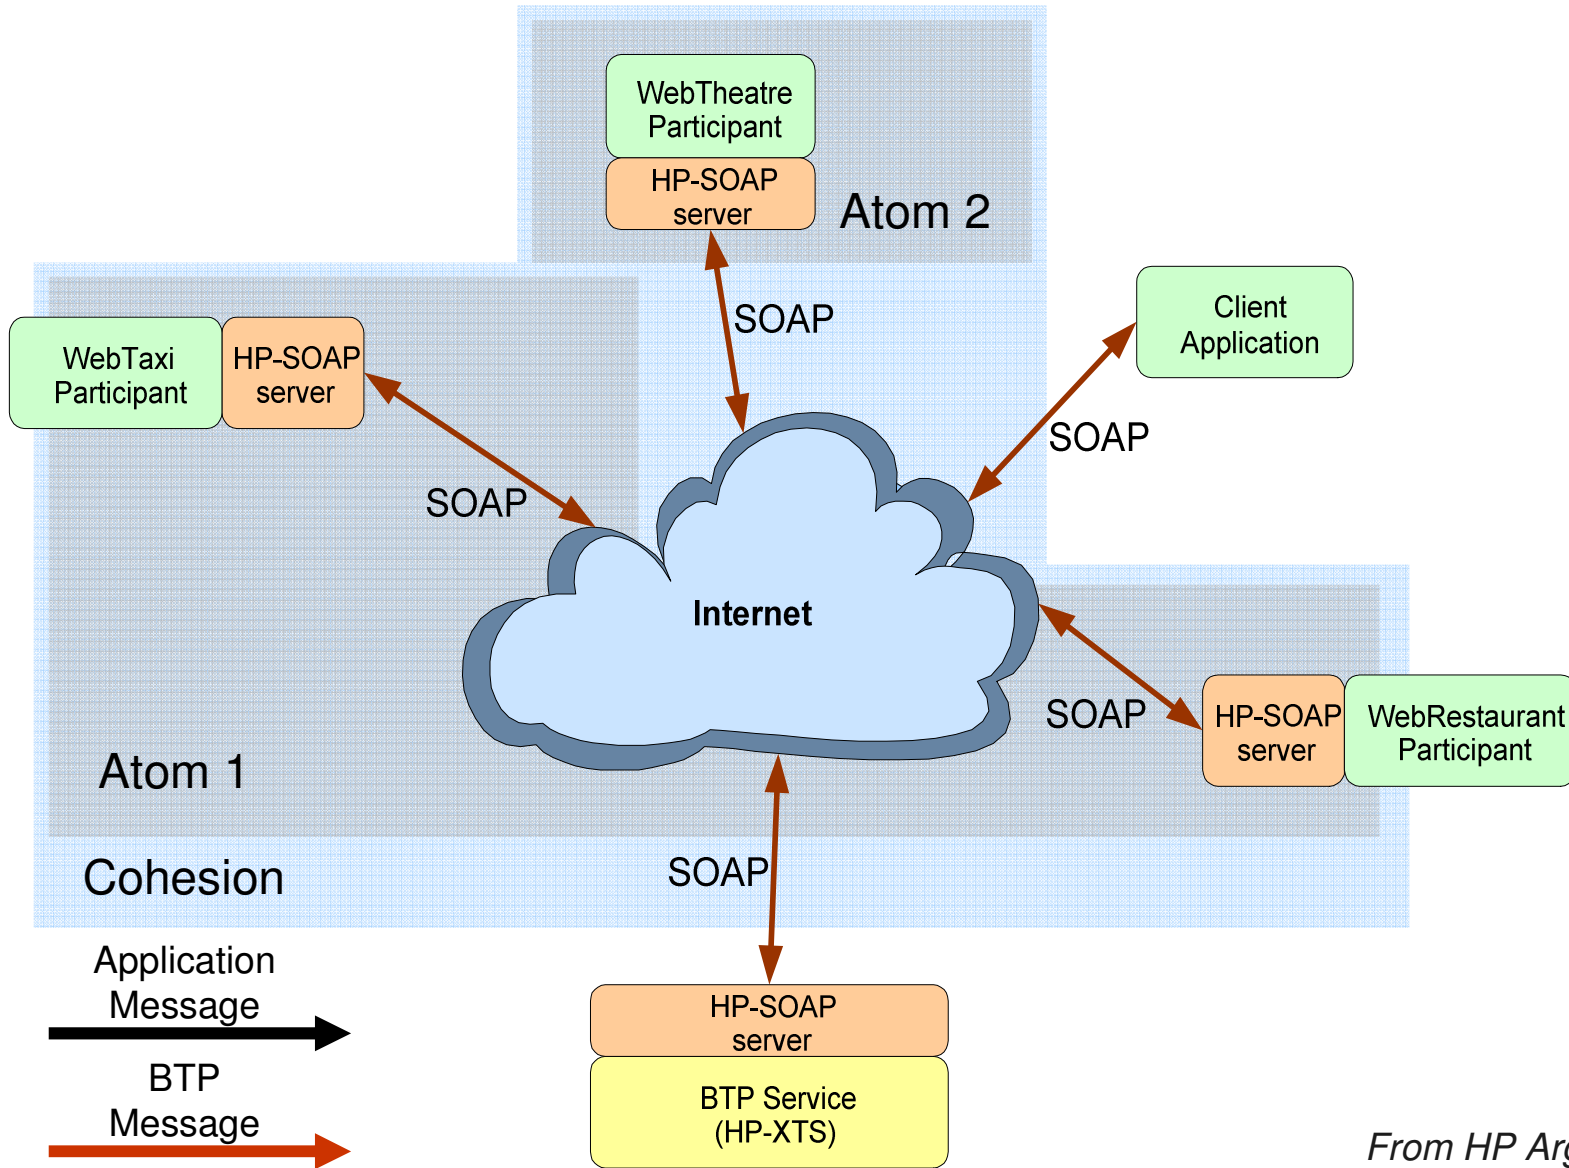 WebTheatre
Participant
HP-SOAP
server
Atom 2
SOAP
Client
Application
WebTaxi
Participant
HP-SOAP
server
SOAP
SOAP
Internet
SOAP
HP-SOAP
server
WebRestaurant
Participant
Atom 1
Cohesion
SOAP
Application
Message
HP-SOAP
server
BTP
Message
BTP Service
(HP-XTS)
From HP